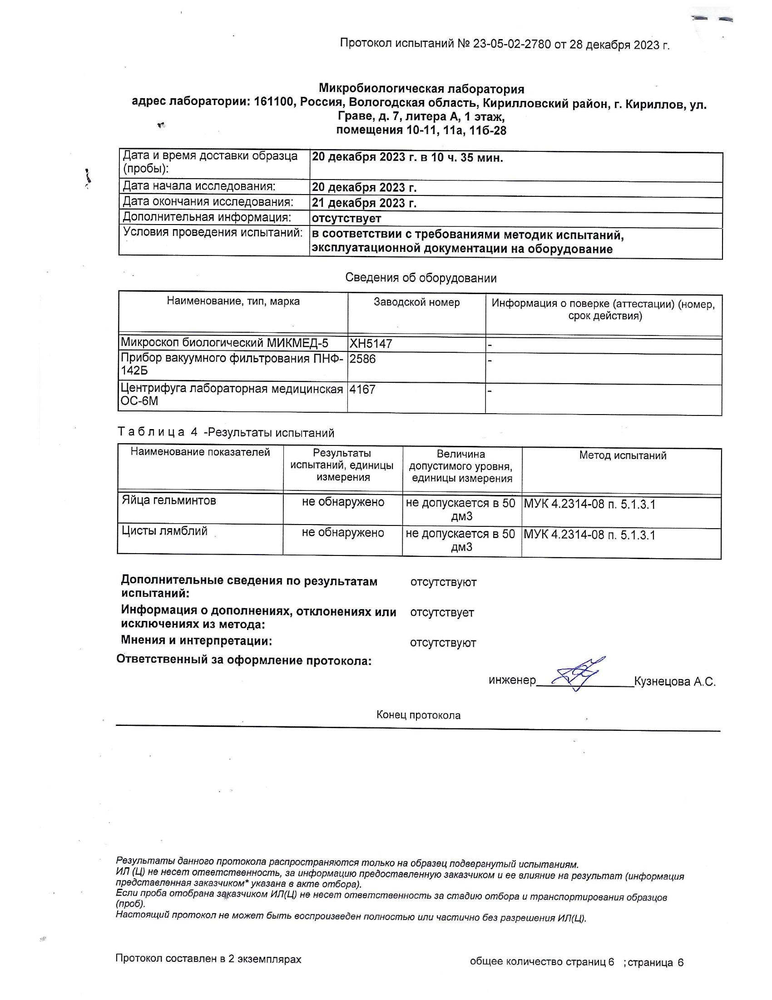 Протокол испытаний № 23-05-02-2780 от 28 декабря 2023 г.
Микробиологическая лаборатория
адрес лаборатории: 161100, Россия, Вологодская область, Кирилловский район, г. Кириллов, ул.
Граве, д. 7, литера А, 1 этаж,
помещения 10-11, 11а, 11б-28
Дата и время доставки образца
(пробы):
20 декабря 2023 г. в 10 ч. 35 мин.
Дата начала исследования:
20 декабря 2023 г.
Дата окончания исследования:
21 декабря 2023 г.
Дополнительная информация:
отсутствует
Условия проведения испытаний:
в соответствии с требованиями методик испытаний,
эксплуатационной документации на оборудование
Сведения об оборудовании
Наименование, тип, марка
Заводской номер
Информация о поверке (аттестации) (номер,
срок действия)
Микроскоп биологический МИКМЕД-5
ХН5147
-
Прибор вакуумного фильтрования ПНФ-
142Б
2586
-
Центрифуга лабораторная медицинская
ОС-6М
4167
-
Таблица 4 -Результаты испытаний
Наименование показателей
Результаты
испытаний, единицы
измерения
Величина
допустимого уровня,
единицы измерения
Метод испытаний
Яйца гельминтов
не обнаружено
не допускается в 50
дм3
МУК 4.2314-08 п. 5.1.3.1
Цисты лямблий
не обнаружено
не допускается в 50
дм3
МУК 4.2314-08 п. 5.1.3.1
Дополнительные сведения по результатам
испытаний:
отсутствуют
Информация о дополнениях, отклонениях или
исключениях из метода:
отсутствует
Мнения и интерпретации:
отсутствуют
Ответственный за оформление протокола:
инженер Кузнецова А.С.
Конец протокола
Результаты данного протокола распространяются только на образец подвергнутый испытаниям.
ИЛ (Ц) не несет ответственность, за информацию предоставленную заказчиком и ее влияние на результат (информация
представленная заказчиком* указана в акте отбора).
Если проба отобрана заказчиком ИЛ(Ц) не несет ответственность за стадию отбора и транспортирования образцов
(проб).
Настоящий протокол не может быть воспроизведен полностью или частично без разрешения ИЛ(Ц).
Протокол составлен в 2 экземплярах
общее количество страниц 6 ;страница 6